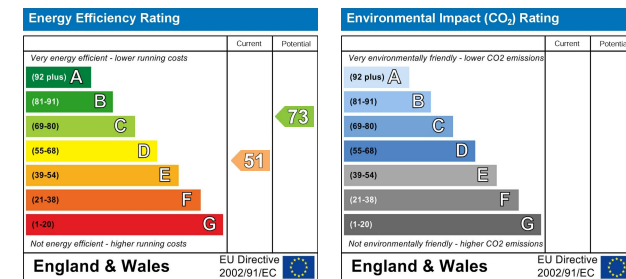 Energy Efficiency Rating
Current Potential
Very energy efficient - lower running costs
(92 plus) A
(81-91) B
(69-80) C
73
(55-68) D
51
(39-54) E
(21-38) F
(1-20) G
Not energy efficient - higher running costs
England & Wales
EU Directive
2002/91/EC
Environmental Impact (CO₂) Rating
Current Potential
Very environmentally friendly - lower CO2 emissions
(92 plus) A
(81-91) B
(69-80) C
(55-68) D
(39-54) E
(21-38) F
(1-20) G
Not environmentally friendly - higher CO2 emissions
England & Wales
EU Directive
2002/91/EC